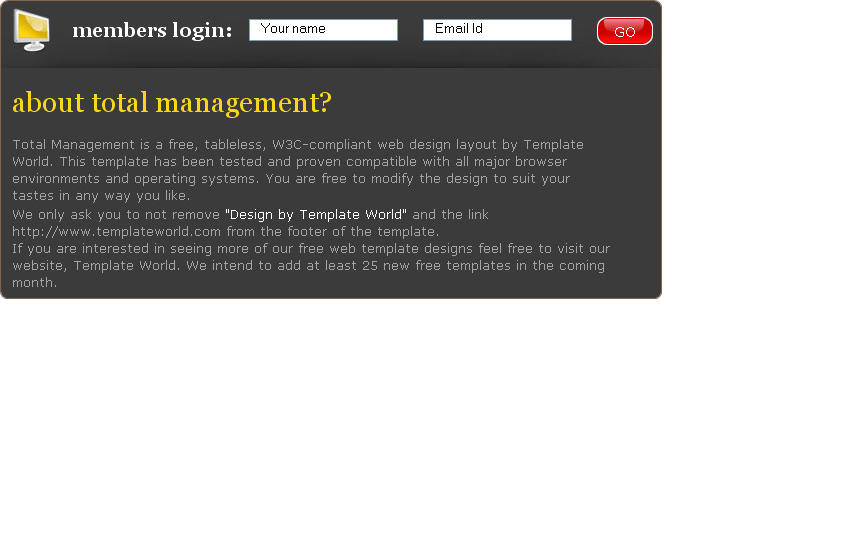 members login: Your name Email Id GO
about total management?
Total Management is a free, tableless, W3C-compliant web design layout by Template
World. This template has been tested and proven compatible with all major browser
environments and operating systems. You are free to modify the design to suit your
tastes in any way you like.
We only ask you to not remove "Design by Template World" and the link
http://www.templateworld.com from the footer of the template.
If you are interested in seeing more of our free web template designs feel free to visit our
website, Template World. We intend to add at least 25 new free templates in the coming
month.